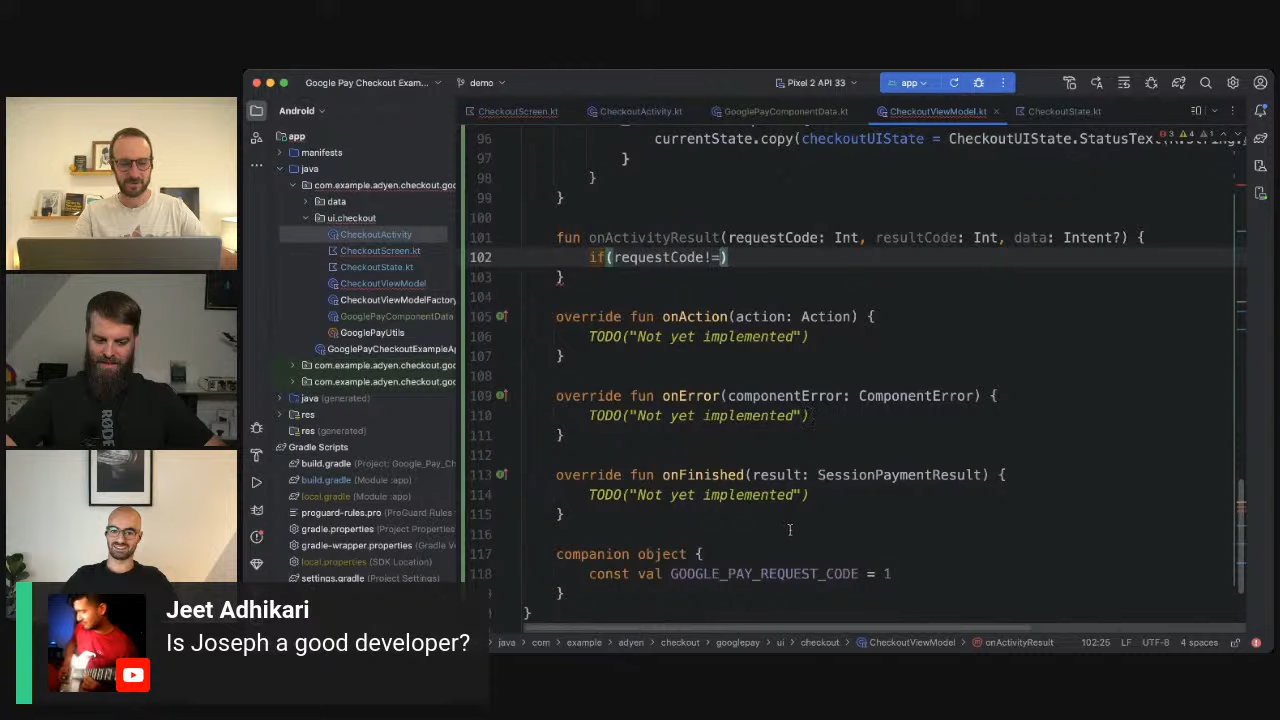 Google Pay Checkout Exam...
demo
Pixel 2 API 33
app
Android
CheckoutScreen.kt
CheckoutActivity.kt
GooglePayComponentData.kt
CheckoutViewModel.kt
CheckoutState.kt
app
manifests
java
com.example.adyen.checkout.goo
data
ui.checkout
CheckoutActivity
CheckoutScreen.kt
CheckoutState.kt
CheckoutViewModel
CheckoutViewModelFactory
GooglePayComponentData
GooglePayUtils
GooglePayCheckoutExampleAp
com.example.adyen.checkout.goo
com.example.adyen.checkout.goo
java (generated)
res
res (generated)
Gradle Scripts
build.gradle (Project: Google_Pay_Ch
build.gradle (Module :app)
local.gradle (Module :app)
proguard-rules.pro (ProGuard Rules
gradle.properties (Project Properties
gradle-wrapper.properties (Gradle Ve
local.properties (SDK Location)
settings.gradle (Project Settings)
96 currentState.copy(checkoutUIState = CheckoutUIState.StatusText(
3 4 1
97 }
98 }
99 }
100
101 fun onActivityResult(requestCode: Int, resultCode: Int, data: Intent?) {
102 if(requestCode!=)
103 }
104
105 override fun onAction(action: Action) {
106 TODO("Not yet implemented")
107 }
108
109 override fun onError(componentError: ComponentError) {
110 TODO("Not yet implemented")
111 }
112
113 override fun onFinished(result: SessionPaymentResult) {
114 TODO("Not yet implemented")
115 }
116
117 companion object {
118 const val GOOGLE_PAY_REQUEST_CODE = 1
}
}
java > com > example > adyen > checkout > googlepay > ui > checkout > CheckoutViewModel > onActivityResult
102:25 LF UTF-8 4 spaces
Jeet Adhikari
Is Joseph a good developer?